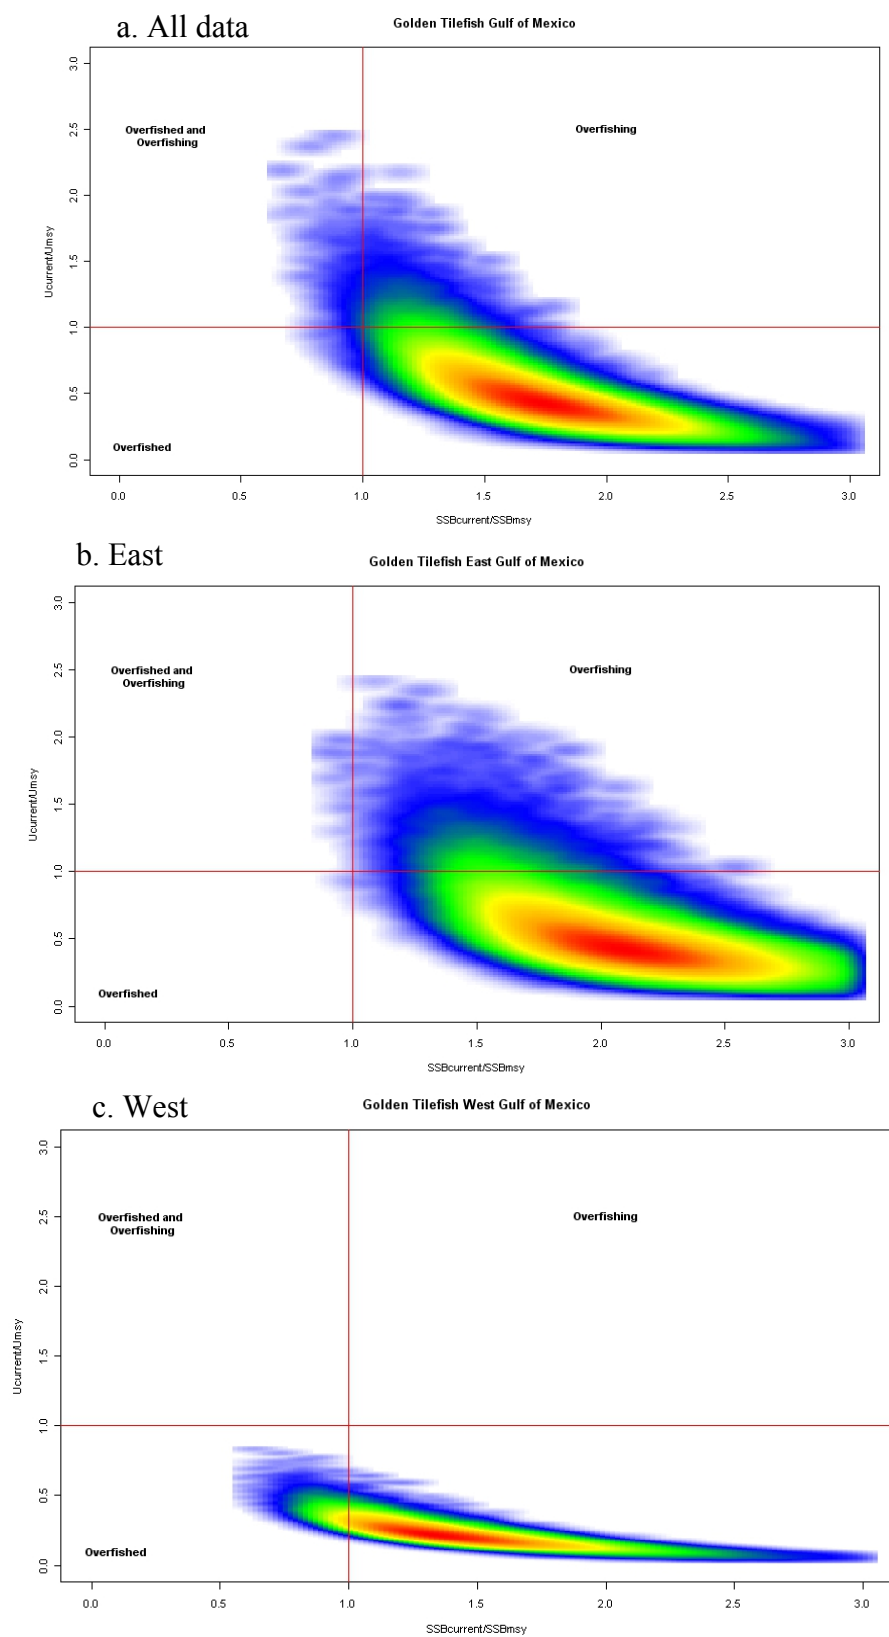 a. All data
Golden Tilefish Gulf of Mexico
3.0
2.5
2.0
1.5
1.0
0.5
0.0
Ucurrent/Umsy
Overfished and
Overfishing
Overfishing
Overfished
0.0 0.5 1.0 1.5 2.0 2.5 3.0
SSBcurrent/SSBmsy
b. East
Golden Tilefish East Gulf of Mexico
3.0
2.5
2.0
1.5
1.0
0.5
0.0
Ucurrent/Umsy
Overfished and
Overfishing
Overfishing
Overfished
0.0 0.5 1.0 1.5 2.0 2.5 3.0
SSBcurrent/SSBmsy
c. West
Golden Tilefish West Gulf of Mexico
3.0
2.5
2.0
1.5
1.0
0.5
0.0
Ucurrent/Umsy
Overfished and
Overfishing
Overfishing
Overfished
0.0 0.5 1.0 1.5 2.0 2.5 3.0
SSBcurrent/SSBmsy